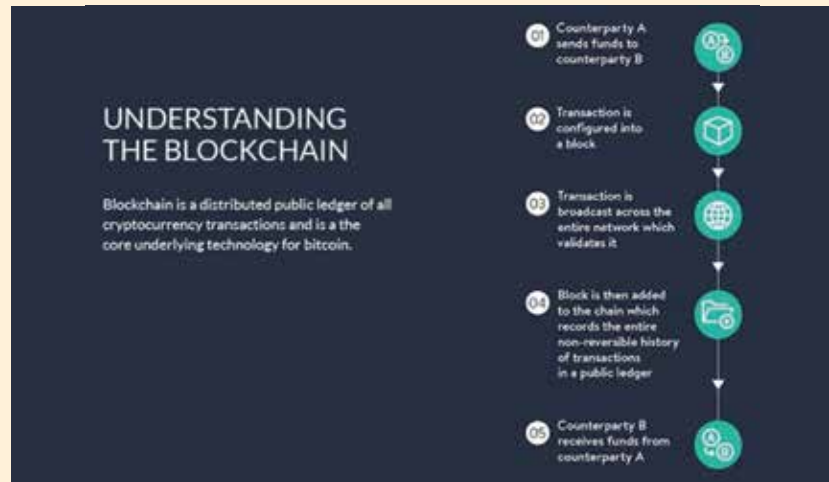 UNDERSTANDING
THE BLOCKCHAIN
Blockchain is a distributed public ledger of all
cryptocurrency transactions and is a the
core underlying technology for bitcoin.
01
Counterparty A
sends funds to
counterparty B
A
B
02
Transaction is
configured into
a block
03
Transaction is
broadcast across the
entire network which
validates it
04
Block is then added
to the chain which
records the entire
non-reversible history
of transactions
in a public ledger
05
Counterparty B
receives funds from
counterparty A
A
B